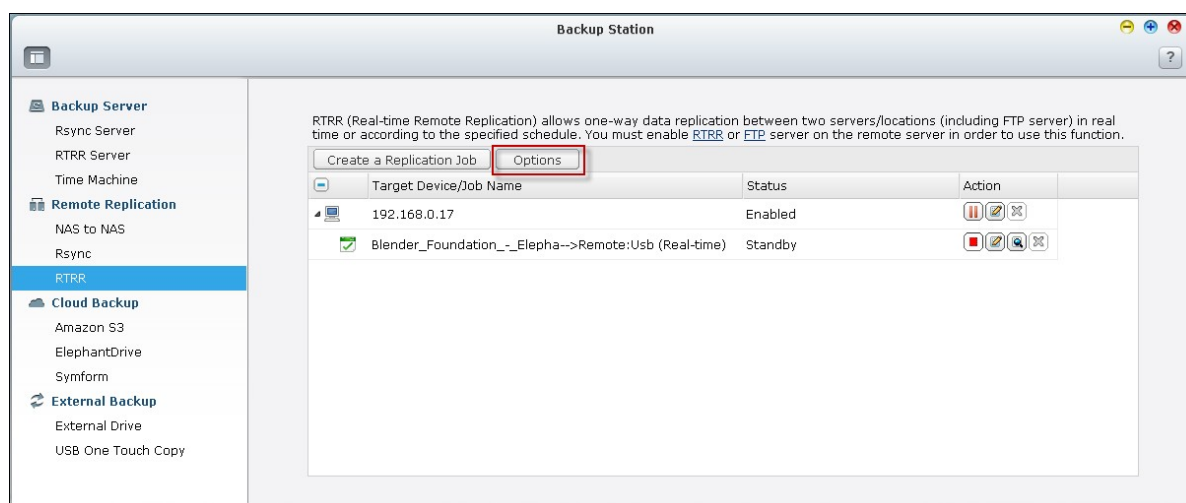 Backup Station
?
Backup Server
Rsync Server
RTRR Server
Time Machine
Remote Replication
NAS to NAS
Rsync
RTRR
Cloud Backup
Amazon S3
ElephantDrive
Symform
External Backup
External Drive
USB One Touch Copy
RTRR (Real-time Remote Replication) allows one-way data replication between two servers/locations (including FTP server) in real
time or according to the specified schedule. You must enable RTRR or FTP server on the remote server in order to use this function.
Create a Replication Job Options
Target Device/Job Name Status Action
192.168.0.17 Enabled
Blender_Foundation_-_Elepha-->Remote:Usb (Real-time) Standby